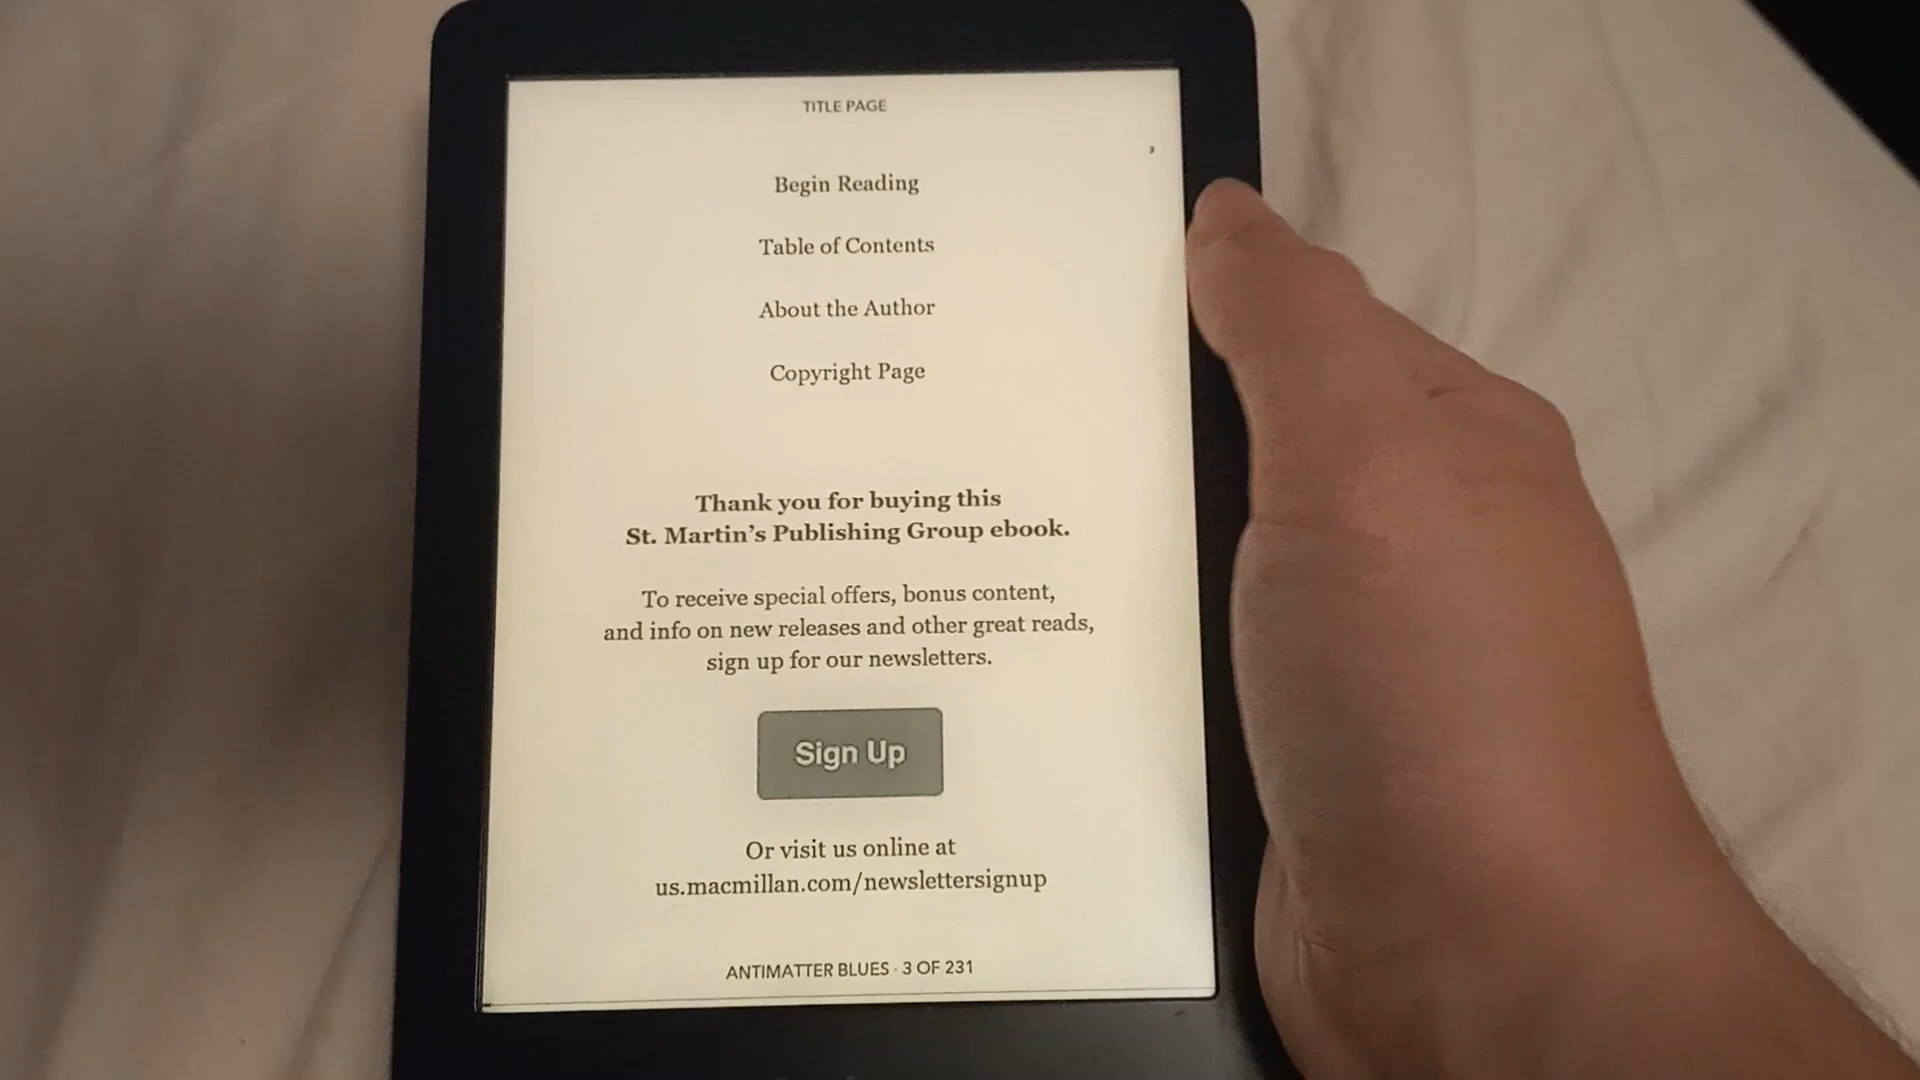 TITLE PAGE
Begin Reading
Table of Contents
About the Author
Copyright Page
Thank you for buying this
St. Martin’s Publishing Group ebook.
To receive special offers, bonus content,
and info on new releases and other great reads,
sign up for our newsletters.
Sign Up
Or visit us online at
us.macmillan.com/newslettersignup
ANTIMATTER BLUES · 3 OF 231